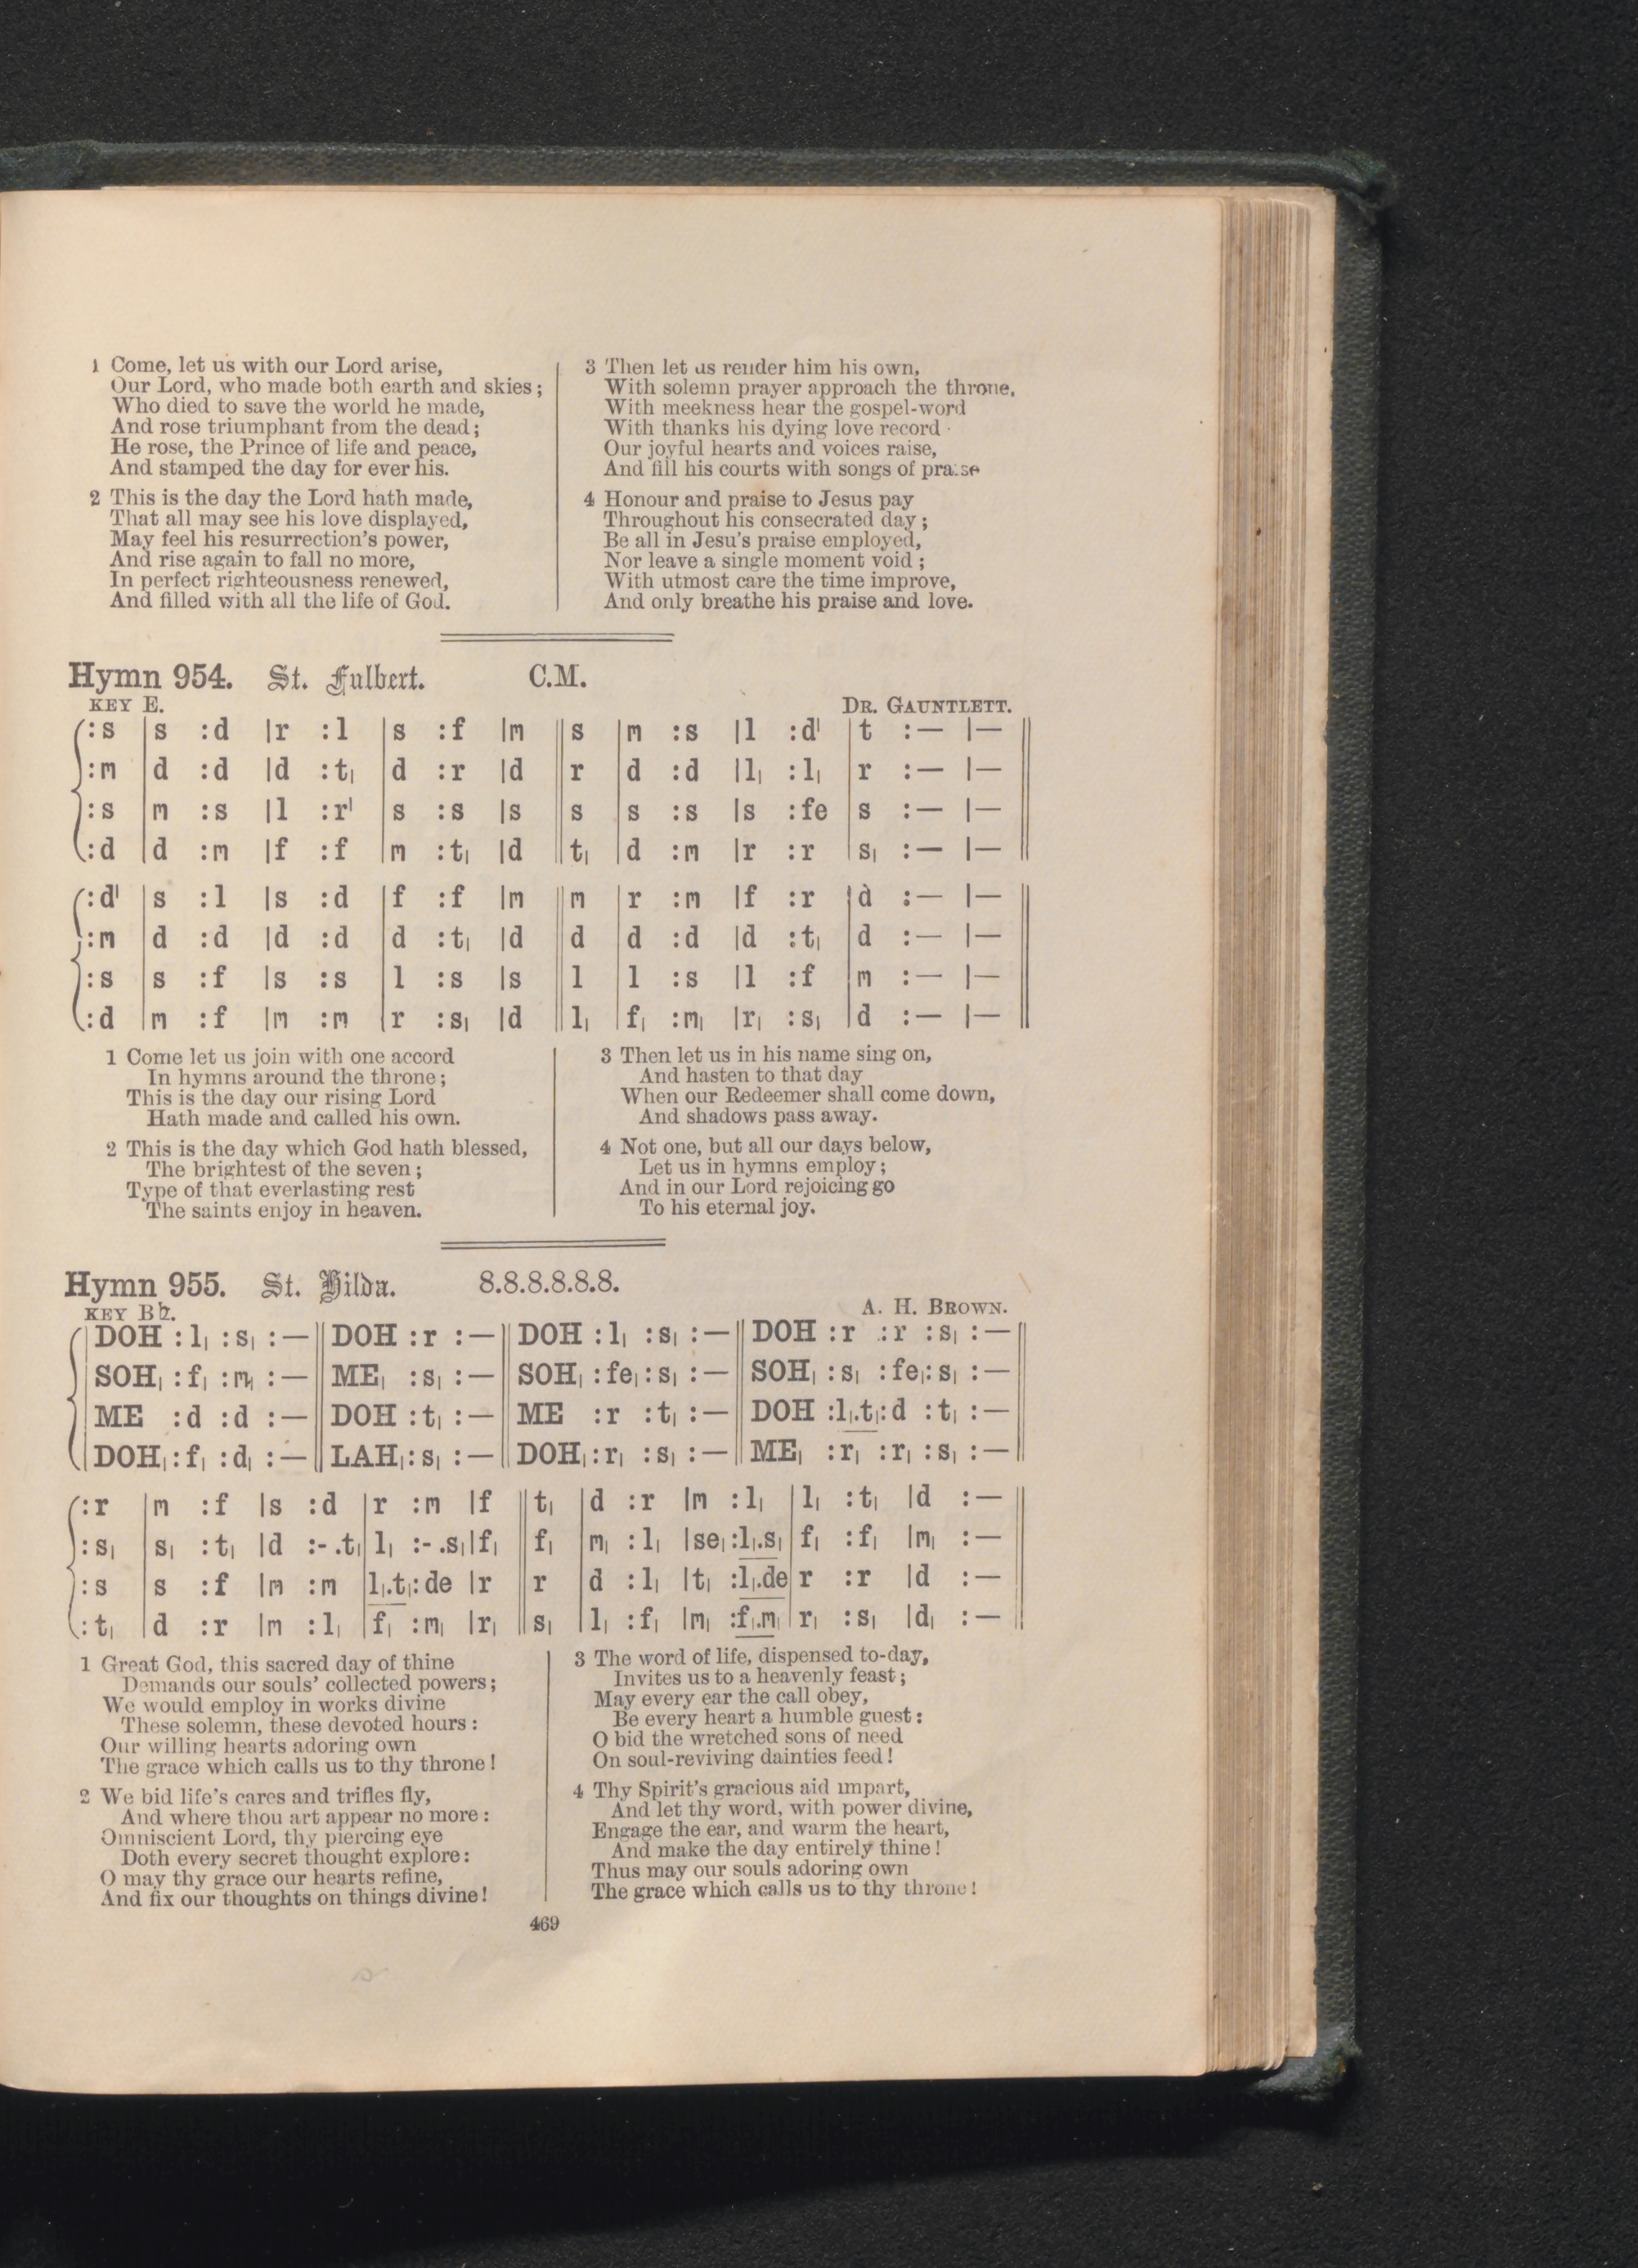 1 Come, let us with our Lord arise,
Our Lord, who made both earth and skies;
Who died to save the world he made,
And rose triumphant from the dead;
He rose, the Prince of life and peace,
And stamped the day for ever his.
2 This is the day the Lord hath made,
That all may see his love displayed,
May feel his resurrection's power,
And rise again to fall no more,
In perfect righteousness renewed,
And filled with all the life of God.
3 Then let us render him his own,
With solemn prayer approach the throne,
With meekness hear the gospel-word
With thanks his dying love record
Our joyful hearts and voices raise,
And fill his courts with songs of praise
4 Honour and praise to Jesus pay
Throughout his consecrated day;
Be all in Jesu's praise employed,
Nor leave a single moment void;
With utmost care the time improve,
And only breathe his praise and love.
Hymn 954. St. Fulbert. C.M.
KEY E. DR. GAUNTLETT.
:s |s :d |r :l |s :f |m ||s |m :s |l :d' |t :— |— ||
:m |d :d |d :t, |d :r |d ||r |d :d |l, :l, |r :— |— ||
:s |m :s |l :r' |s :s |s ||s |s :s |s :fe |s :— |— ||
:d |d :m |f :f |m :t, |d ||t, |d :m |r :r |s, :— |— ||
:d' |s :l |s :d |f :f |m ||m |r :m |f :r |d :— |— ||
:m |d :d |d :d |d :t, |d ||d |d :d |d :t, |d :— |— ||
:s |s :f |s :s |l :s |s ||l |l :s |l :f |m :— |— ||
:d |m :f |m :m |r :s, |d ||l, |f, :m, |r, :s, |d :— |— ||
1 Come let us join with one accord
In hymns around the throne;
This is the day our rising Lord
Hath made and called his own.
2 This is the day which God hath blessed,
The brightest of the seven;
Type of that everlasting rest
The saints enjoy in heaven.
3 Then let us in his name sing on,
And hasten to that day
When our Redeemer shall come down,
And shadows pass away.
4 Not one, but all our days below,
Let us in hymns employ;
And in our Lord rejoicing go
To his eternal joy.
Hymn 955. St. Hilda. 8.8.8.8.8.8.
KEY B♭. A. H. BROWN.
DOH :l, :s, :— ||DOH :r :— ||DOH :l, :s, :— ||DOH :r :r :s, :— ||
SOH, :f, :m, :— ||ME, :s, :— ||SOH, :fe, :s, :— ||SOH, :s, :fe, :s, :— ||
ME :d :d :— ||DOH :t, :— ||ME :r :t, :— ||DOH :l,.t, :d :t, :— ||
DOH, :f, :d, :— ||LAH, :s, :— ||DOH, :r, :s, :— ||ME, :r, :r, :s, :— ||
:r |m :f |s :d |r :m |f ||t, |d :r |m :l, |l, :t, |d :— ||
:s, |s, :t, |d :-.t, |l, :-.s, |f, ||f, |m, :l, |se, :l,.s, |f, :f, |m, :— ||
:s |s :f |m :m |l,.t, :de |r ||r |d :l, |t, :l,.de |r :r |d :— ||
:t, |d :r |m :l, |f, :m, |r, ||s, |l, :f, |m, :f,.m, |r, :s, |d, :— ||
1 Great God, this sacred day of thine
Demands our souls' collected powers;
We would employ in works divine
These solemn, these devoted hours:
Our willing hearts adoring own
The grace which calls us to thy throne!
2 We bid life's cares and trifles fly,
And where thou art appear no more:
Omniscient Lord, thy piercing eye
Doth every secret thought explore:
O may thy grace our hearts refine,
And fix our thoughts on things divine!
3 The word of life, dispensed to-day,
Invites us to a heavenly feast;
May every ear the call obey,
Be every heart a humble guest:
O bid the wretched sons of need
On soul-reviving dainties feed!
4 Thy Spirit's gracious aid impart,
And let thy word, with power divine,
Engage the ear, and warm the heart,
And make the day entirely thine!
Thus may our souls adoring own
The grace which calls us to thy throne!
469